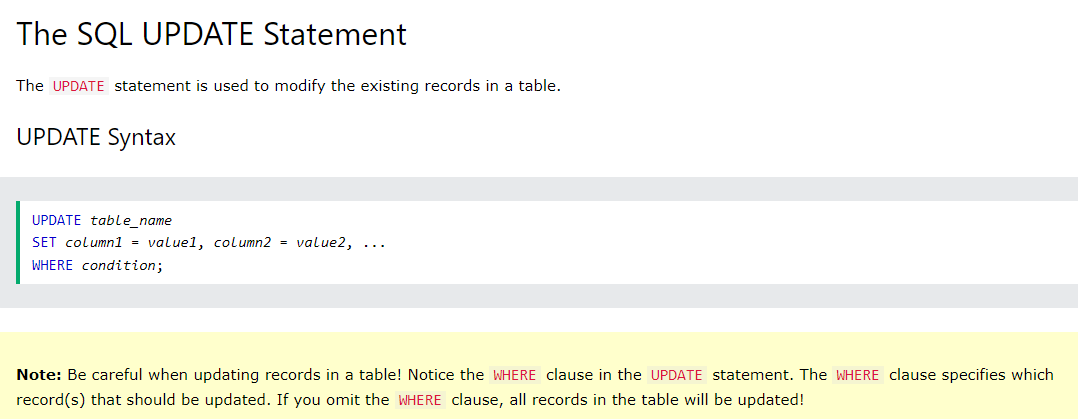 The SQL UPDATE Statement
The UPDATE statement is used to modify the existing records in a table.
UPDATE Syntax
UPDATE table_name
SET column1 = value1, column2 = value2, ...
WHERE condition;
Note: Be careful when updating records in a table! Notice the WHERE clause in the UPDATE statement. The WHERE clause specifies which
record(s) that should be updated. If you omit the WHERE clause, all records in the table will be updated!